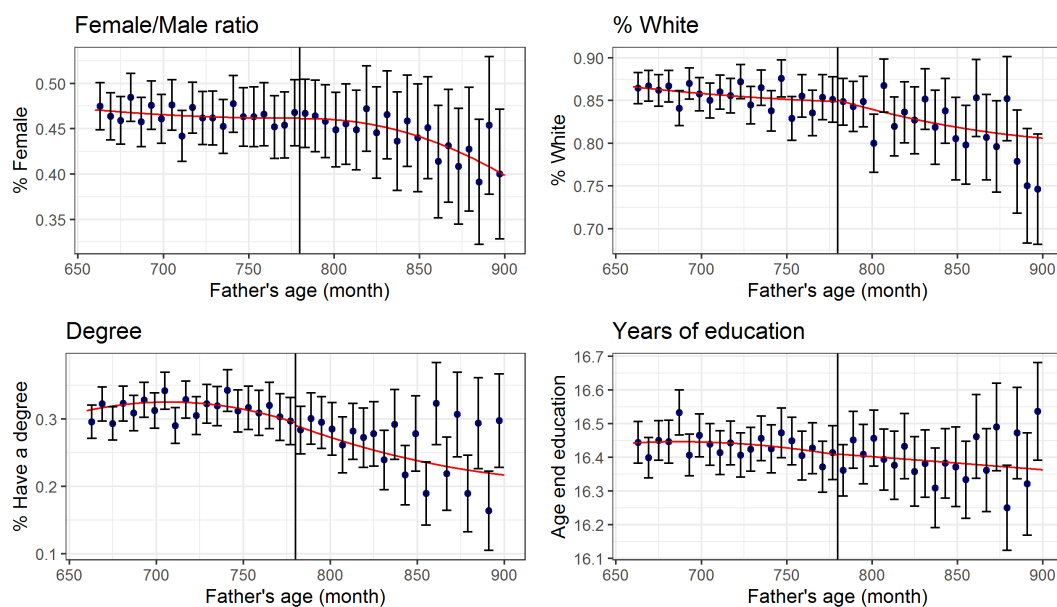 Female/Male ratio
% Female
0.50
0.45
0.40
0.35
650 700 750 800 850 900
Father's age (month)
% White
% White
0.90
0.85
0.80
0.75
0.70
650 700 750 800 850 900
Father's age (month)
Degree
% Have a degree
0.3
0.2
0.1
650 700 750 800 850 900
Father's age (month)
Years of education
Age end education
16.7
16.6
16.5
16.4
16.3
16.2
16.1
650 700 750 800 850 900
Father's age (month)